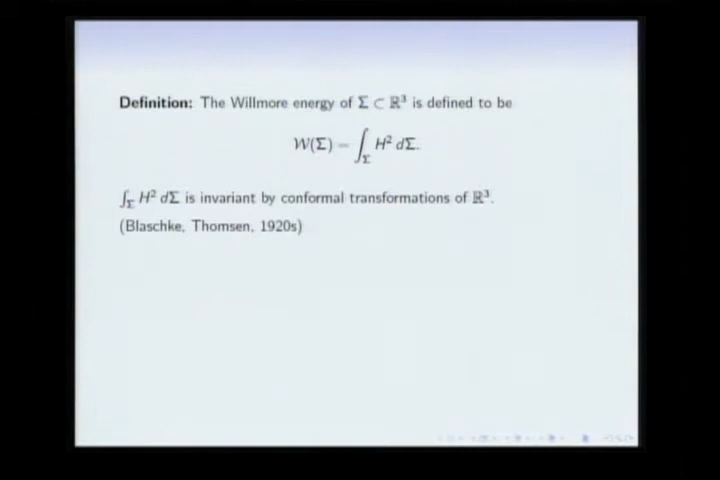 Definition: The Willmore energy of Σ ⊂ ℝ³ is defined to be
𝒲(Σ) = ∫_Σ H² dΣ.
∫_Σ H² dΣ is invariant by conformal transformations of ℝ³.
(Blaschke, Thomsen, 1920s)